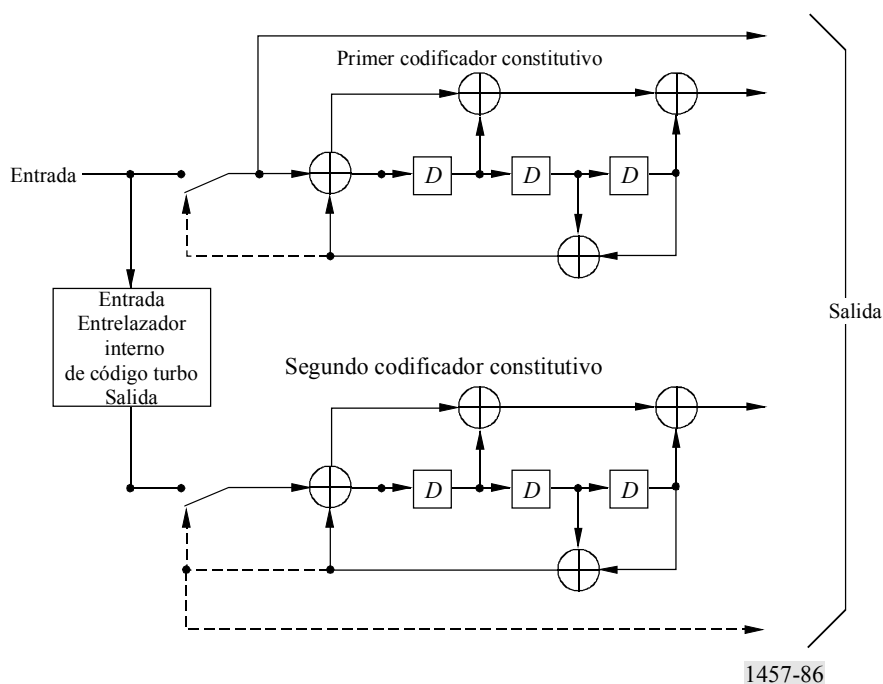 Primer codificador constitutivo
Entrada
D
D
D
Entrada
Entrelazador
interno
de código turbo
Salida
Salida
Segundo codificador constitutivo
D
D
D
1457-86